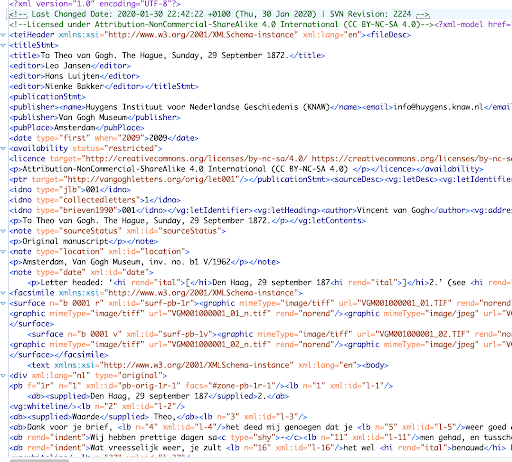 <?xml version="1.0" encoding="UTF-8"?>
<!-- Last Changed Date: 2020-01-30 22:42:22 +0100 (Thu, 30 Jan 2020) | SVN Revision: 2224 -->
<!--Licensed under Attribution-NonCommercial-ShareAlike 4.0 International (CC BY-NC-SA 4.0)--><?xml-model href=
<teiHeader xmlns:xsi="http://www.w3.org/2001/XMLSchema-instance" xml:lang="en"><fileDesc>
<titleStmt>
<title>To Theo van Gogh. The Hague, Sunday, 29 September 1872.</title>
<editor>Leo Jansen</editor>
<editor>Hans Luijten</editor>
<editor>Nienke Bakker</editor></titleStmt>
<publicationStmt>
<publisher><name>Huygens Instituut voor Nederlandse Geschiedenis (KNAW)</name><email>info@huygens.knaw.nl</email
<publisher>Van Gogh Museum</publisher>
<pubPlace>Amsterdam</pubPlace>
<date type="first" when="2009">2009</date>
<availability status="restricted">
<licence target="http://creativecommons.org/licenses/by-nc-sa/4.0/ https://creativecommons.org/licenses/by-nc-s
<p>Attribution-NonCommercial-ShareAlike 4.0 International (CC BY-NC-SA 4.0) </p></licence></availability>
<ptr target="http://vangoghletters.org/orig/let001"/></publicationStmt><sourceDesc><vg:letDesc><vg:letIdentifier
<idno type="jlb">001</idno>
<idno type="collectedletters">1</idno>
<idno type="brieven1990">001</idno></vg:letIdentifier><vg:letHeading><author>Vincent van Gogh</author><vg:addre
<p>To Theo van Gogh. The Hague, Sunday, 29 September 1872.</p></vg:letContents>
<note type="sourceStatus" xml:id="sourceStatus">
<p>Original manuscript</p></note>
<note type="location" xml:id="location">
<p>Amsterdam, Van Gogh Museum, inv. no. b1 V/1962</p></note>
<note type="date" xml:id="date">
<p>Letter headed: ‘<hi rend="ital">[</hi>Den Haag, 29 september 187<hi rend="ital">]</hi>2.’ (see <hi re
<facsimile xmlns:xsi="http://www.w3.org/2001/XMLSchema-instance">
<surface n="b 0001 r" xml:id="surf-pb-1r"><graphic mimeType="image/tiff" url="VGM001000001_01.TIF" rend="norend
<graphic mimeType="image/tiff" url="VGM001000001_01_n.tif" rend="norend"/><graphic mimeType="image/jpeg" url="V
</surface>
<surface n="b 0001 v" xml:id="surf-pb-1v"><graphic mimeType="image/tiff" url="VGM001000001_02.TIF" rend="nor
<graphic mimeType="image/tiff" url="VGM001000001_02_n.tif" rend="norend"/><graphic mimeType="image/jpeg" url="V
</surface></facsimile>
<text xmlns:xsi="http://www.w3.org/2001/XMLSchema-instance" xml:lang="en"><body>
<div xml:lang="nl" type="original">
<pb f="1r" n="1" xml:id="pb-orig-1r-1" facs="#zone-pb-1r-1"/><lb n="1" xml:id="l-1"/>
<ab><supplied>Den Haag, 29 september 187</supplied>2.</ab>
<vg:whiteline/><lb n="2" xml:id="l-2"/>
<ab><supplied>Waarde</supplied> Theo,</ab><lb n="3" xml:id="l-3"/>
<ab>Dank voor je brief, <lb n="4" xml:id="l-4"/>het deed mij genoegen dat je <lb n="5" xml:id="l-5"/>weer goed
<ab rend="indent">Wij hebben prettige dagen sa<c type="shy">-</c><lb n="11" xml:id="l-11"/>men gehad, en tussch
<ab rend="indent">Wat vreesselijk weer, je zult <lb n="16" xml:id="l-16"/>het wel <hi rend="ital">benauwd</hi>